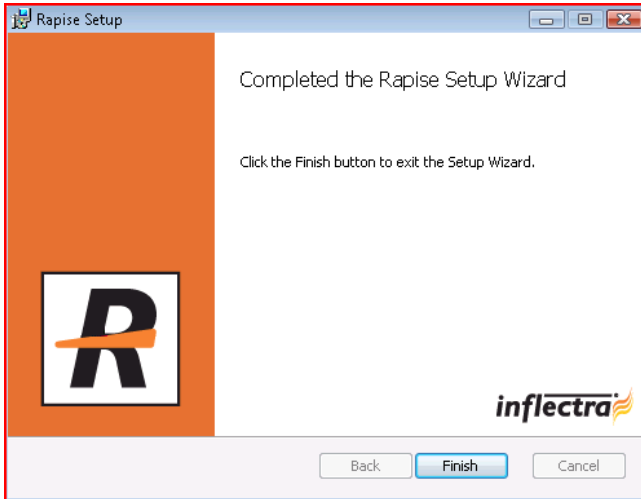 Rapise Setup
Completed the Rapise Setup Wizard
Click the Finish button to exit the Setup Wizard.
R
inflectra
Back Finish Cancel